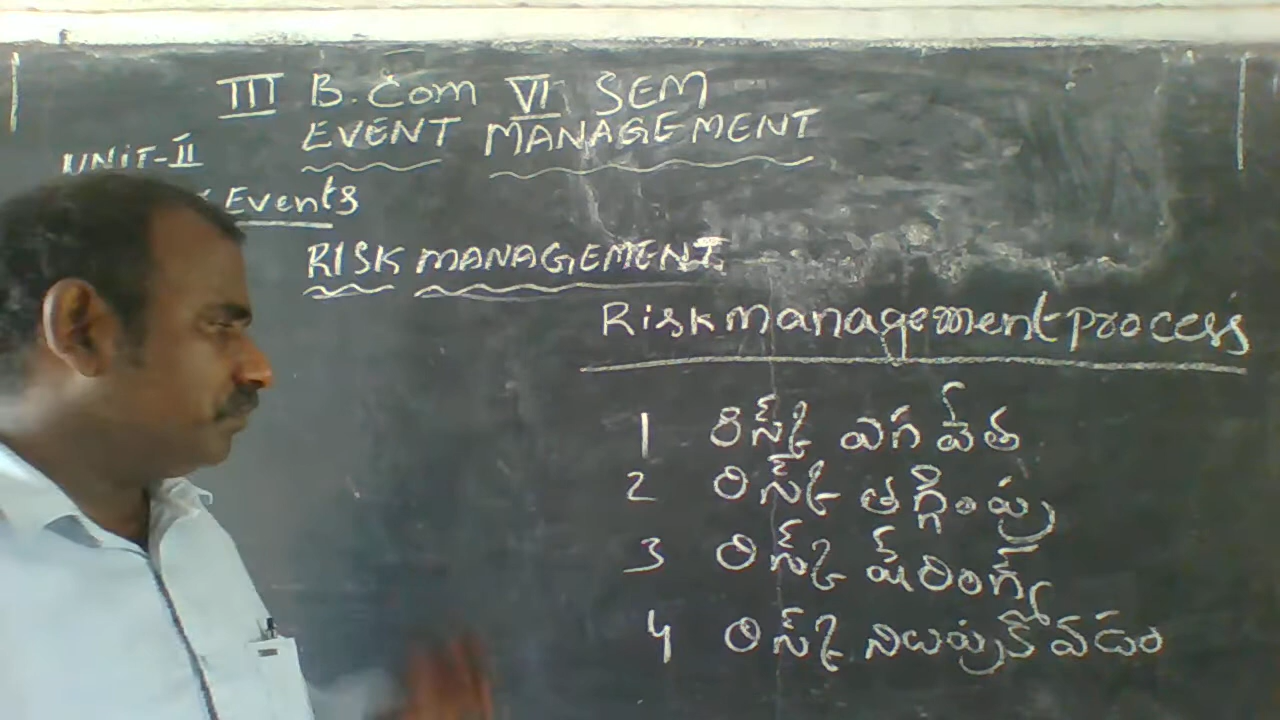 III B.Com VI SEM
EVENT MANAGEMENT
UNIT-II
Events
RISK MANAGEMENT
Risk management process
1 రిస్క్ ఎగవేత
2 రిస్క్ తగ్గింపు
3 రిస్క్ షేరింగ్
4 రిస్క్ నిలుపుకోవడం